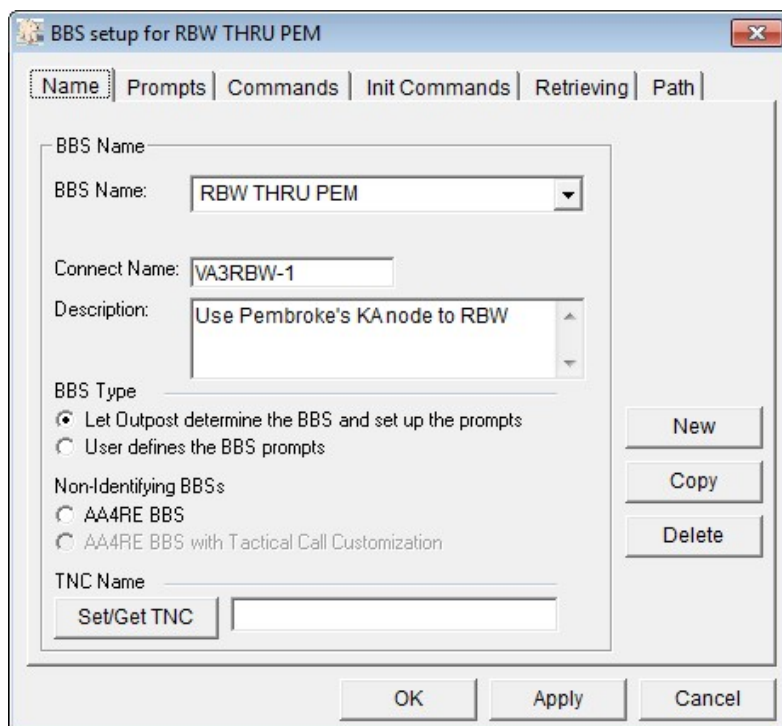 BBS setup for RBW THRU PEM
Name Prompts Commands Init Commands Retrieving Path
BBS Name
BBS Name: RBW THRU PEM
Connect Name: VA3RBW-1
Description: Use Pembroke's KA node to RBW
BBS Type
Let Outpost determine the BBS and set up the prompts
User defines the BBS prompts
New
Non-Identifying BBSs
Copy
AA4RE BBS
AA4RE BBS with Tactical Call Customization
Delete
TNC Name
Set/Get TNC
OK Apply Cancel